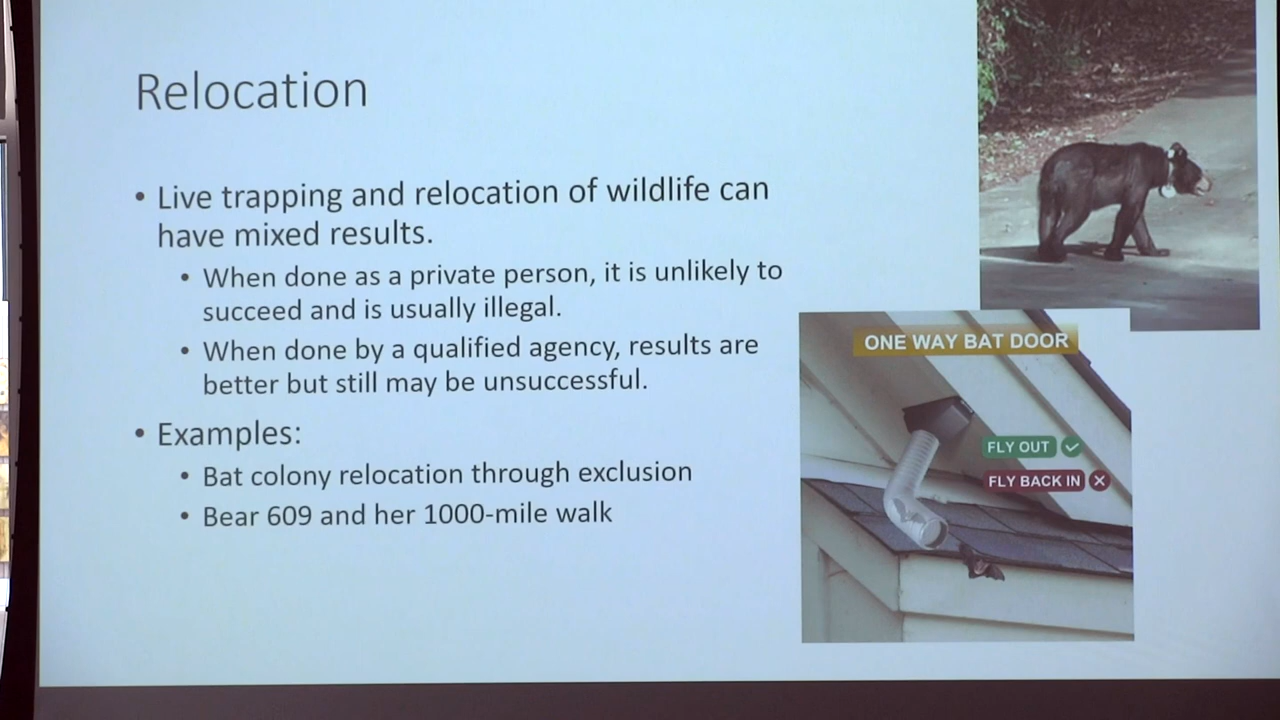 Relocation
• Live trapping and relocation of wildlife can
have mixed results.
• When done as a private person, it is unlikely to
succeed and is usually illegal.
• When done by a qualified agency, results are
better but still may be unsuccessful.
• Examples:
• Bat colony relocation through exclusion
• Bear 609 and her 1000-mile walk
ONE WAY BAT DOOR
FLY OUT
FLY BACK IN